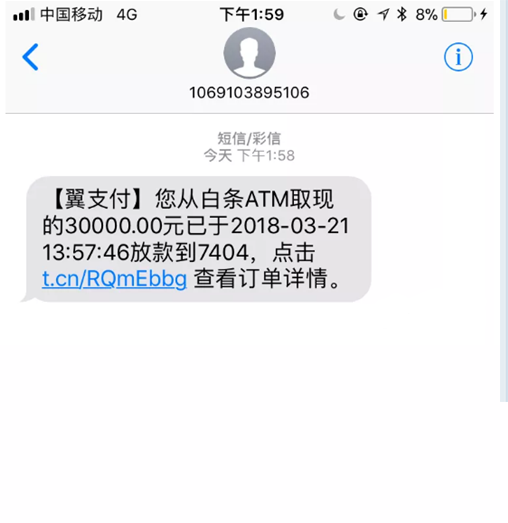 中国移动 4G 下午1:59 8%
1069103895106
短信/彩信
今天 下午1:58
【翼支付】您从白条ATM取现
的30000.00元已于2018-03-21
13:57:46放款到7404，点击
t.cn/RQmEbbg 查看订单详情。